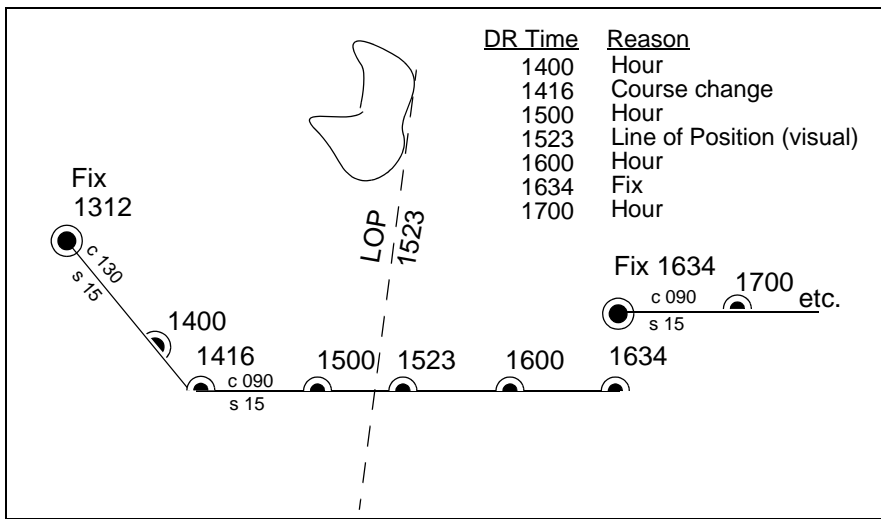 DR Time Reason
1400 Hour
1416 Course change
1500 Hour
1523 Line of Position (visual)
1600 Hour
1634 Fix
1700 Hour
Fix
1312
c 130
s 15
1400
1416
c 090
s 15
1500
LOP
1523
1523
1600
1634
Fix 1634
c 090
s 15
1700
etc.